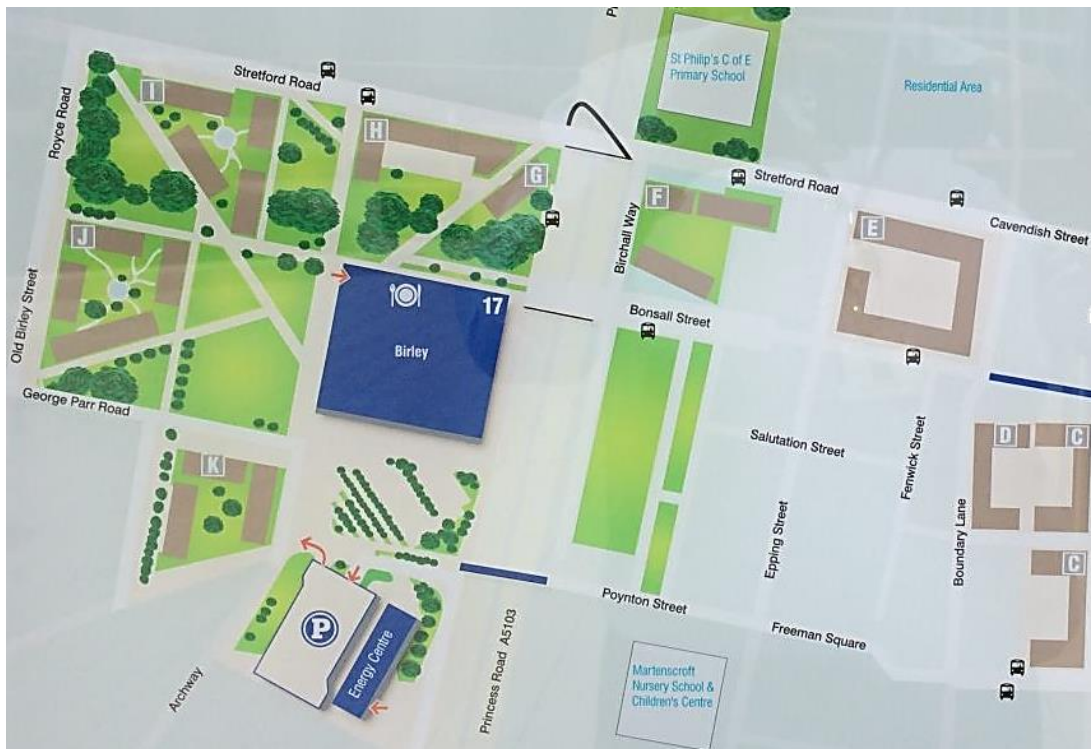 P
St Philip's C of E
Primary School
Residential Area
Stretford Road
Royce Road
I
H
G
Stretford Road
Cavendish Street
F
E
Birchall Way
J
Old Birley Street
17
Birley
Bonsall Street
George Parr Road
Salutation Street
Fenwick Street
D
C
K
Epping Street
Boundary Lane
C
Poynton Street
Freeman Square
P
Energy Centre
Princess Road A5103
Archway
Martenscroft
Nursery School &
Children's Centre